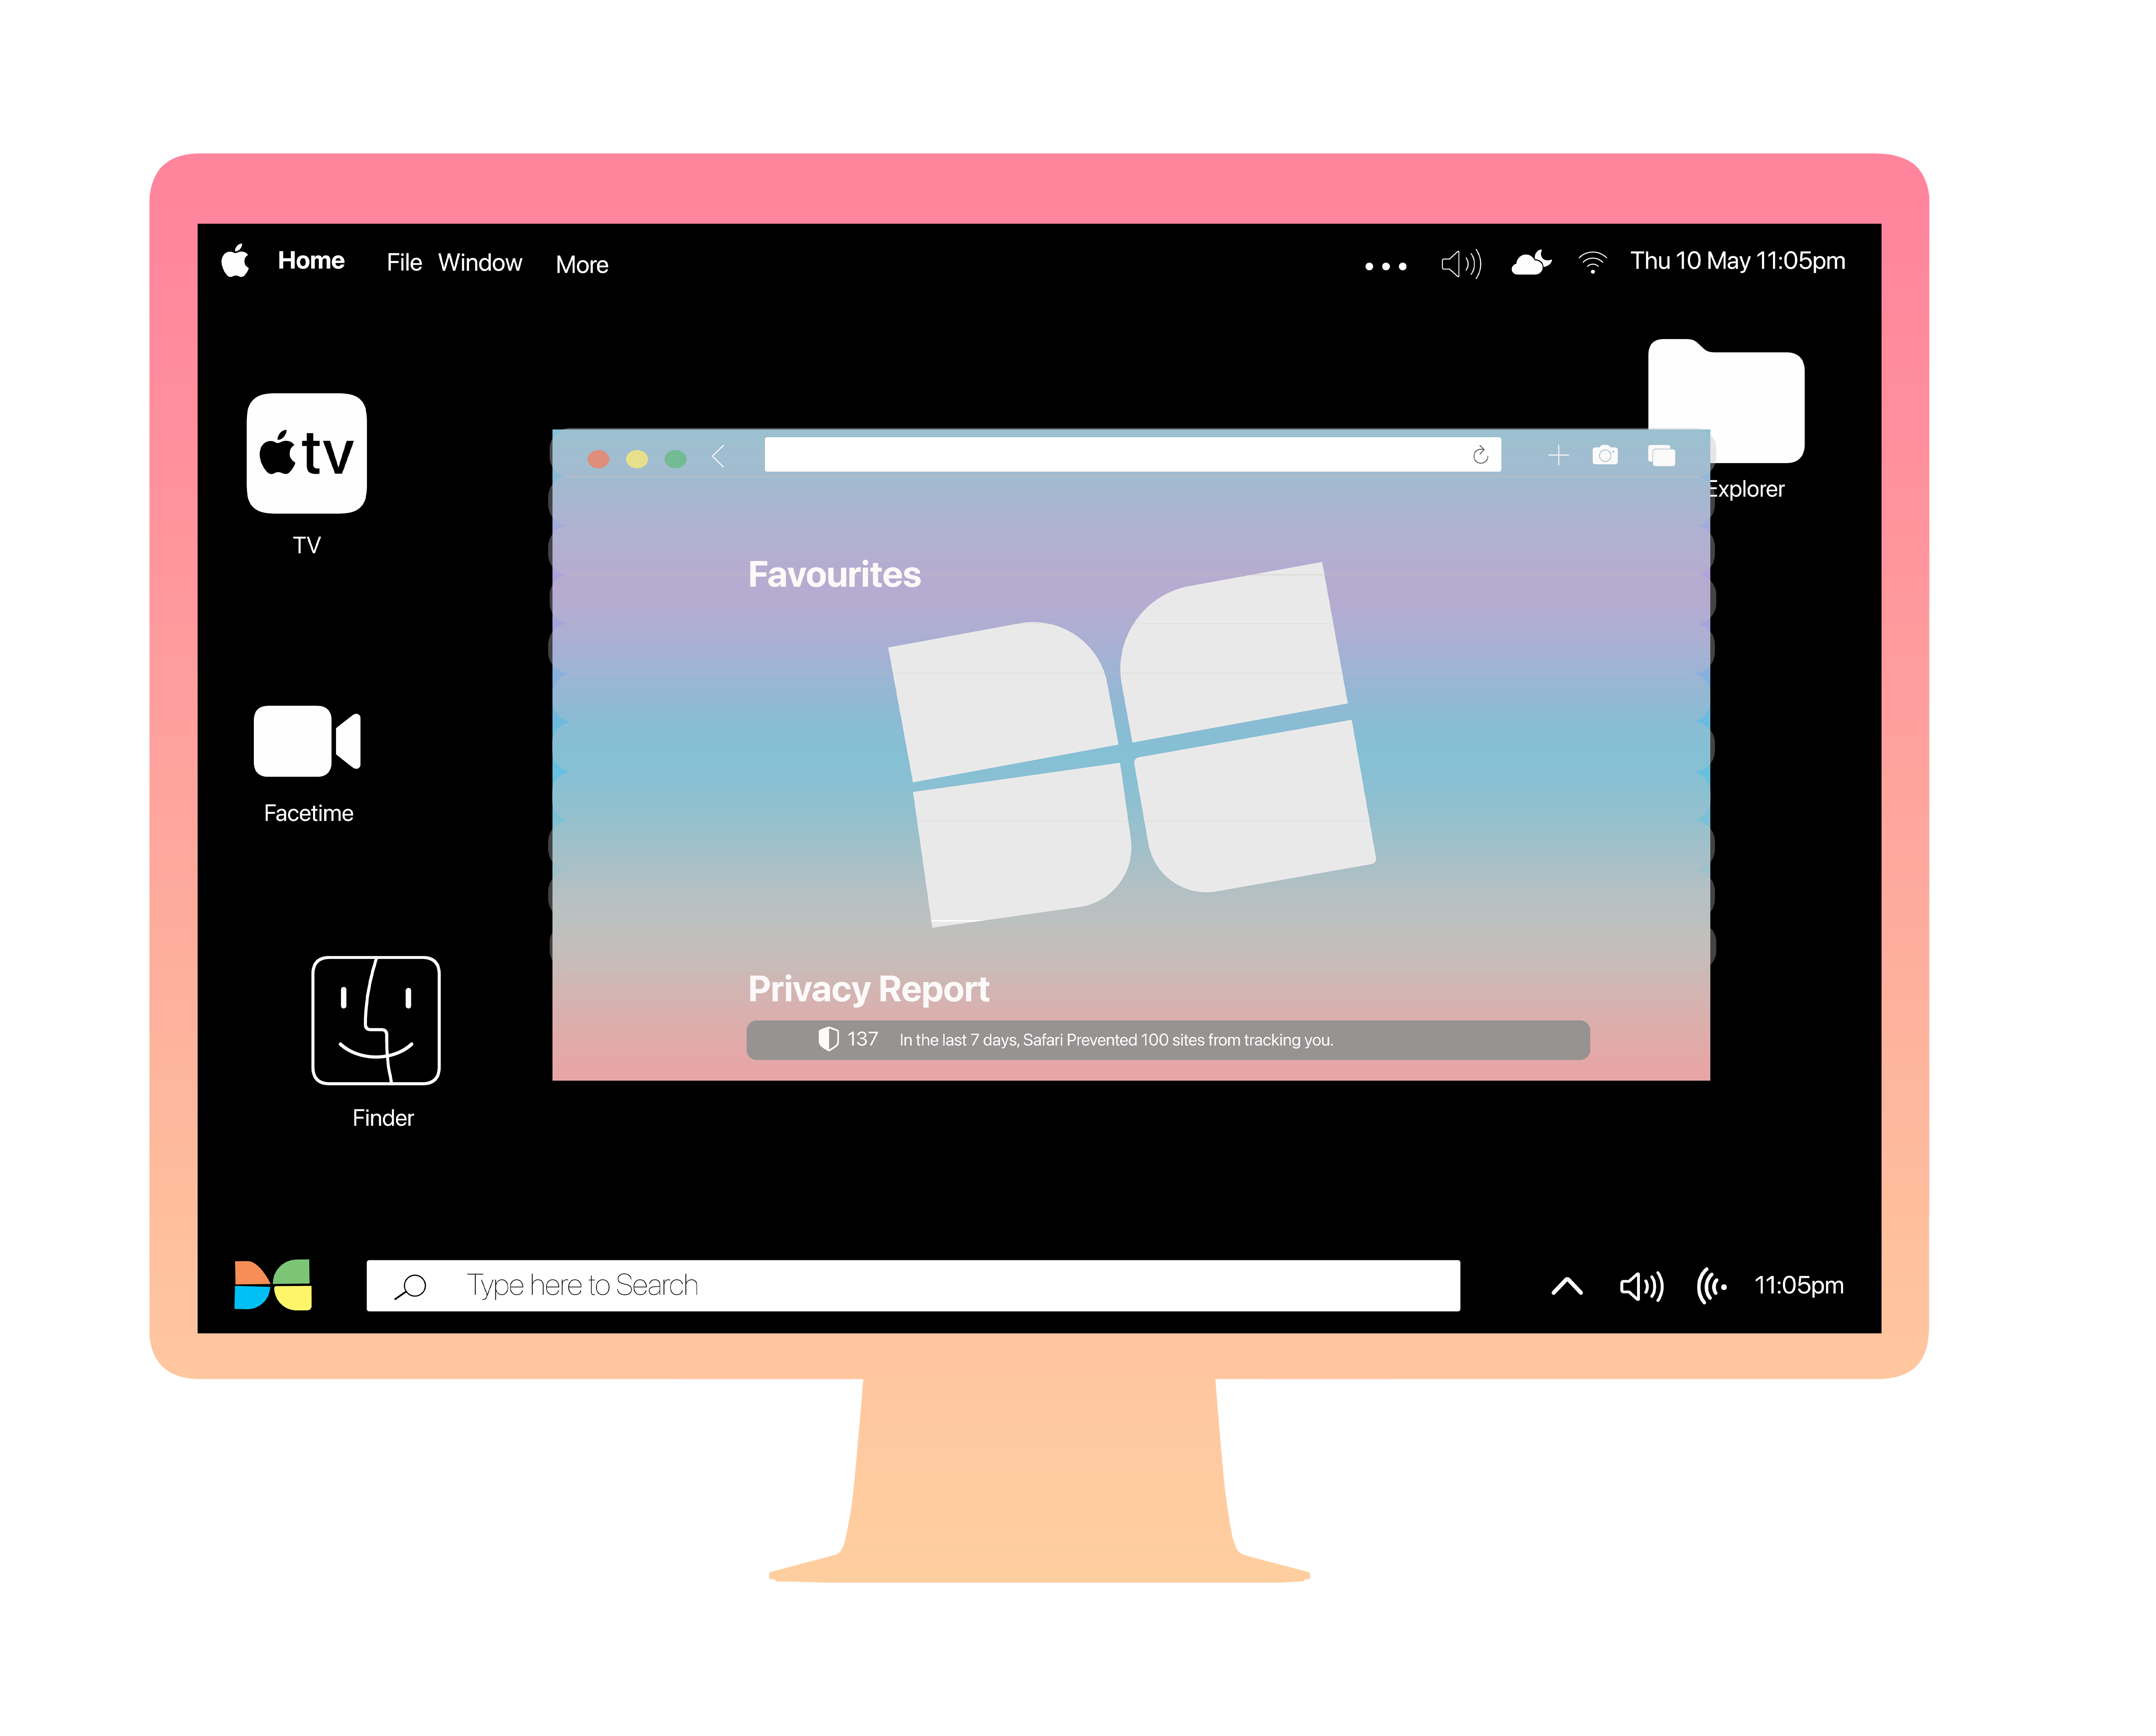 Home File Window More Thu 10 May 11:05pm
tv
TV
Explorer
Favourites
Facetime
Privacy Report
137 In the last 7 days, Safari Prevented 100 sites from tracking you.
Finder
Type here to Search 11:05pm